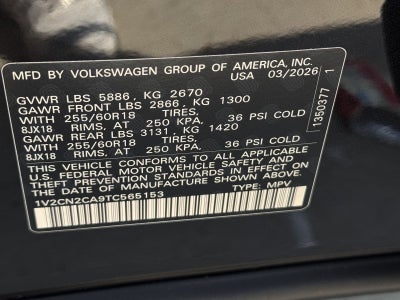 MFD BY VOLKSWAGEN GROUP OF AMERICA, INC.
USA 03/2026
GVWR LBS 5886, KG 2670
GAWR FRONT LBS 2866, KG 1300
WITH 255/60R18 TIRES,
8JX18 RIMS, AT 250 KPA, 36 PSI COLD
GAWR REAR LBS 3131, KG 1420
WITH 255/60R18 TIRES,
8JX18 RIMS, AT 250 KPA, 36 PSI COLD
THIS VEHICLE CONFORMS TO ALL APPLICABLE
U.S. FEDERAL MOTOR VEHICLE SAFETY AND
THEFT PREVENTION STANDARDS IN EFFECT ON
THE DATE OF MANUFACTURE SHOWN ABOVE.
1V2CN2CA9TC565153 TYPE: MPV
1350377 1